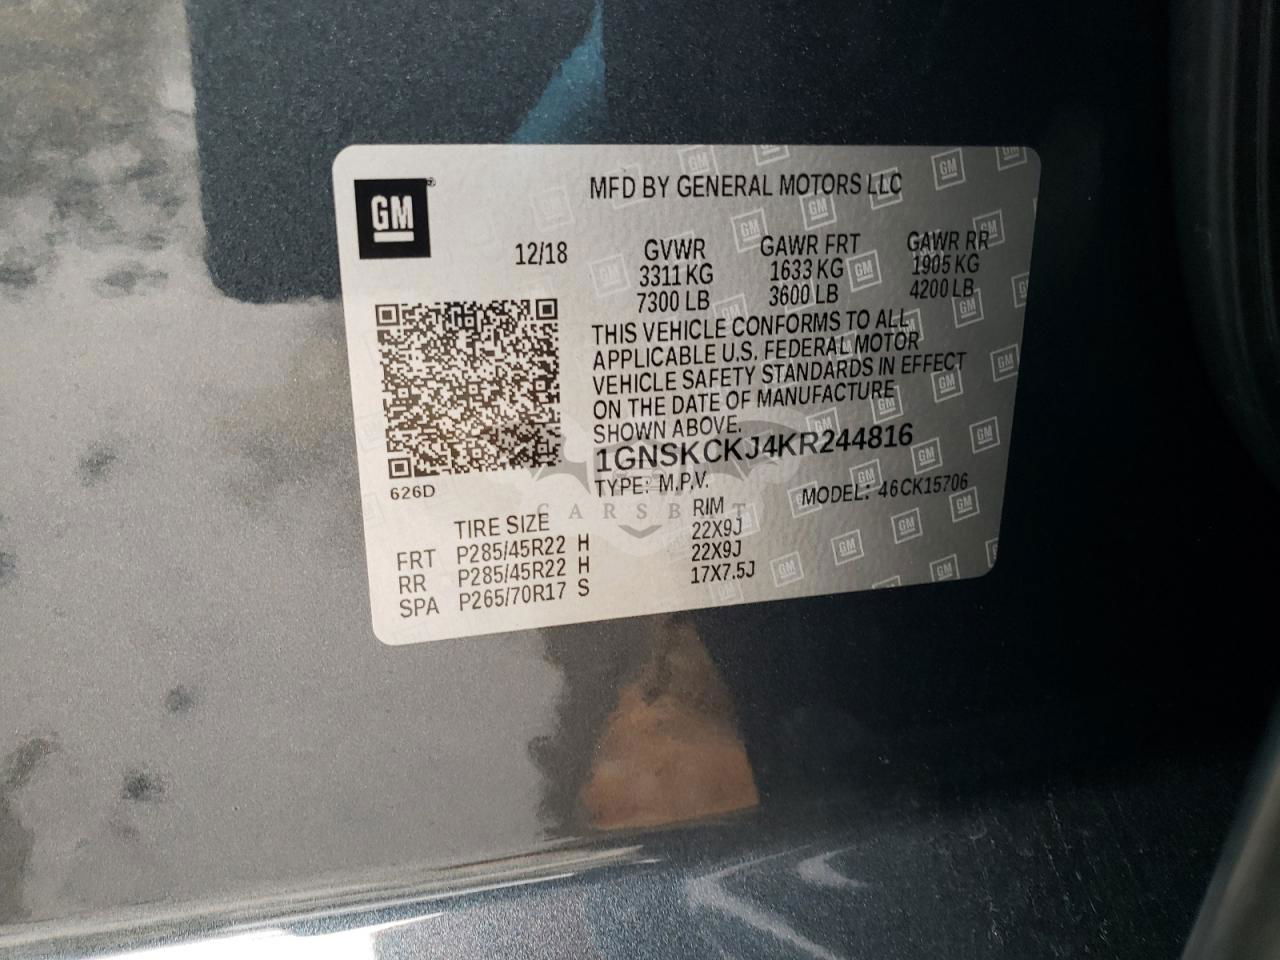 MFD BY GENERAL MOTORS LLC
GM
12/18
GVWR GAWR FRT GAWR RR
3311 KG 1633 KG 1905 KG
7300 LB 3600 LB 4200 LB
THIS VEHICLE CONFORMS TO ALL
APPLICABLE U.S. FEDERAL MOTOR
VEHICLE SAFETY STANDARDS IN EFFECT
ON THE DATE OF MANUFACTURE
SHOWN ABOVE.
1GNSKCKJ4KR244816
TYPE: M.P.V. MODEL: 46CK15706
626D
CARSBAT
TIRE SIZE RIM
FRT P285/45R22 H 22X9J
RR P285/45R22 H 22X9J
SPA P265/70R17 S 17X7.5J